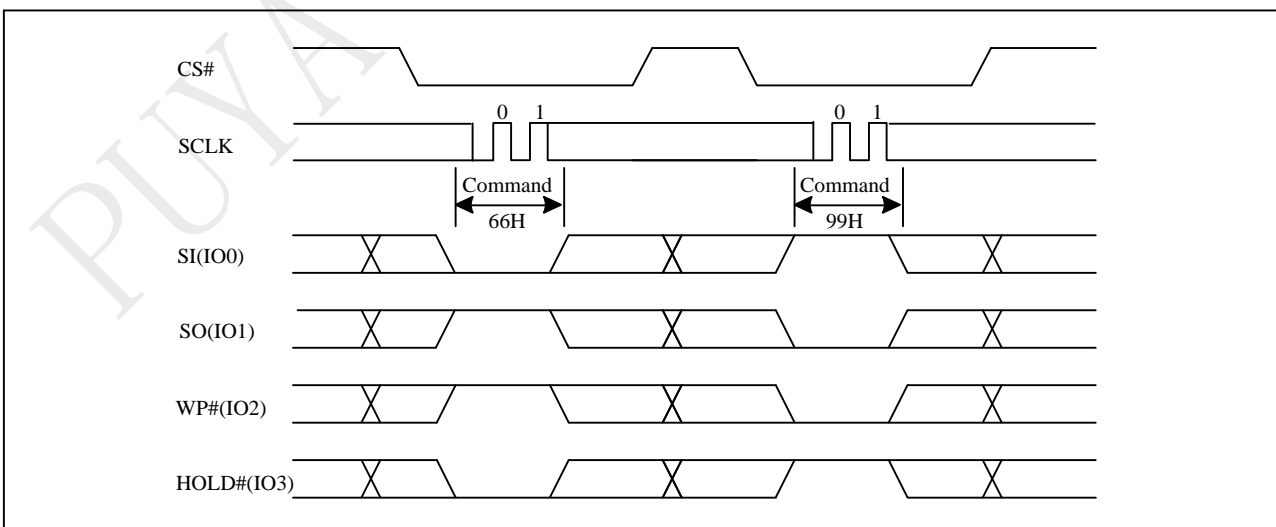 PUYA
CS#
0 1 0 1
SCLK
Command Command
66H 99H
SI(IO0)
SO(IO1)
WP#(IO2)
HOLD#(IO3)